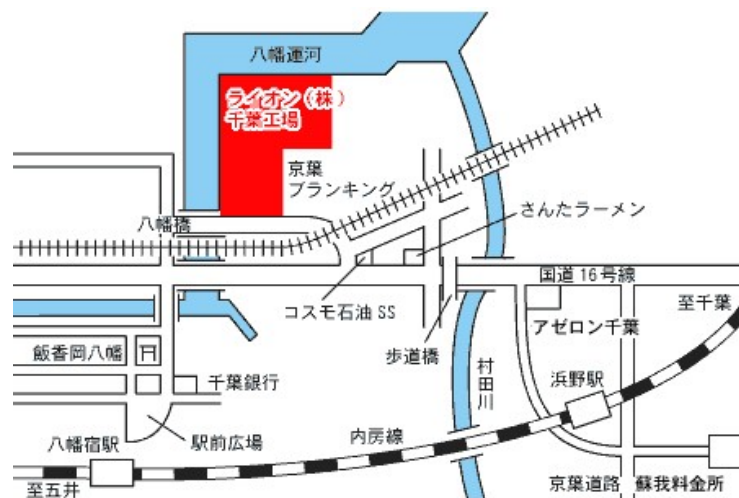 八幡運河
ライオン（株）
千葉工場
京葉
ブランキング
八幡橋
さんたラーメン
国道16号線
コスモ石油SS
至千葉
アゼロン千葉
飯香岡八幡
歩道橋
千葉銀行
村田川
浜野駅
八幡宿駅
駅前広場
内房線
至五井
京葉道路 蘇我料金所